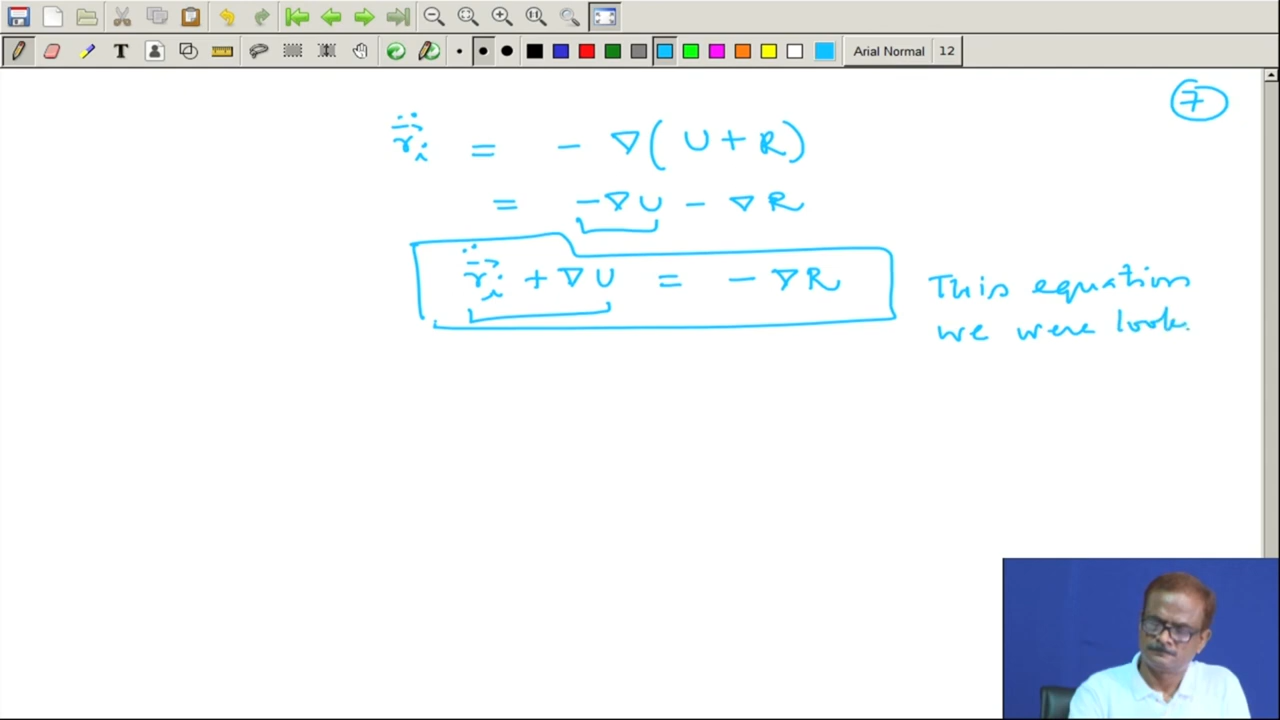 Arial Normal 12
7
r̈⃗ᵢ = - ∇(U+R)
= -∇U - ∇R
r̈⃗ᵢ + ∇U = - ∇R
This equation
we were look.